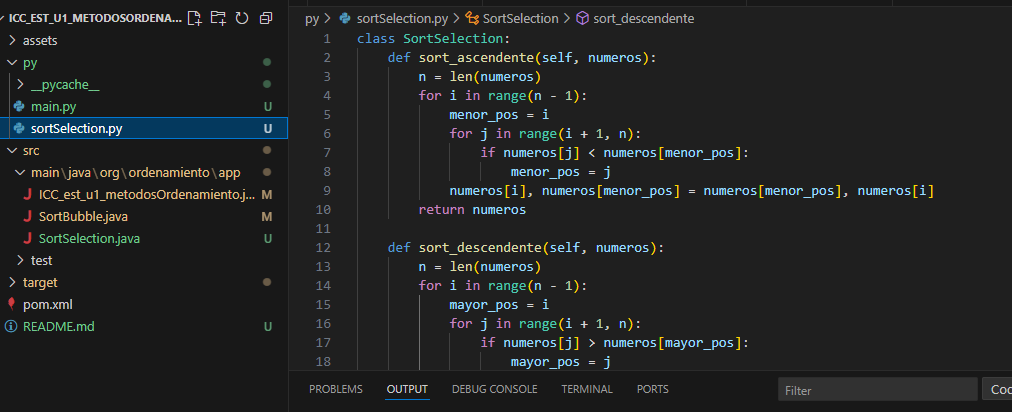 ICC_EST_U1_METODOSORDENA...
assets
py
__pycache__
main.py U
sortSelection.py U
src
main\java\org\ordenamiento\app
J ICC_est_u1_metodosOrdenamiento.j... M
J SortBubble.java M
J SortSelection.java U
test
target
pom.xml
README.md U
py > sortSelection.py > SortSelection > sort_descendente
1 class SortSelection:
2 def sort_ascendente(self, numeros):
3 n = len(numeros)
4 for i in range(n - 1):
5 menor_pos = i
6 for j in range(i + 1, n):
7 if numeros[j] < numeros[menor_pos]:
8 menor_pos = j
9 numeros[i], numeros[menor_pos] = numeros[menor_pos], numeros[i]
10 return numeros
11
12 def sort_descendente(self, numeros):
13 n = len(numeros)
14 for i in range(n - 1):
15 mayor_pos = i
16 for j in range(i + 1, n):
17 if numeros[j] > numeros[mayor_pos]:
18 mayor_pos = j
PROBLEMS OUTPUT DEBUG CONSOLE TERMINAL PORTS Filter Coc